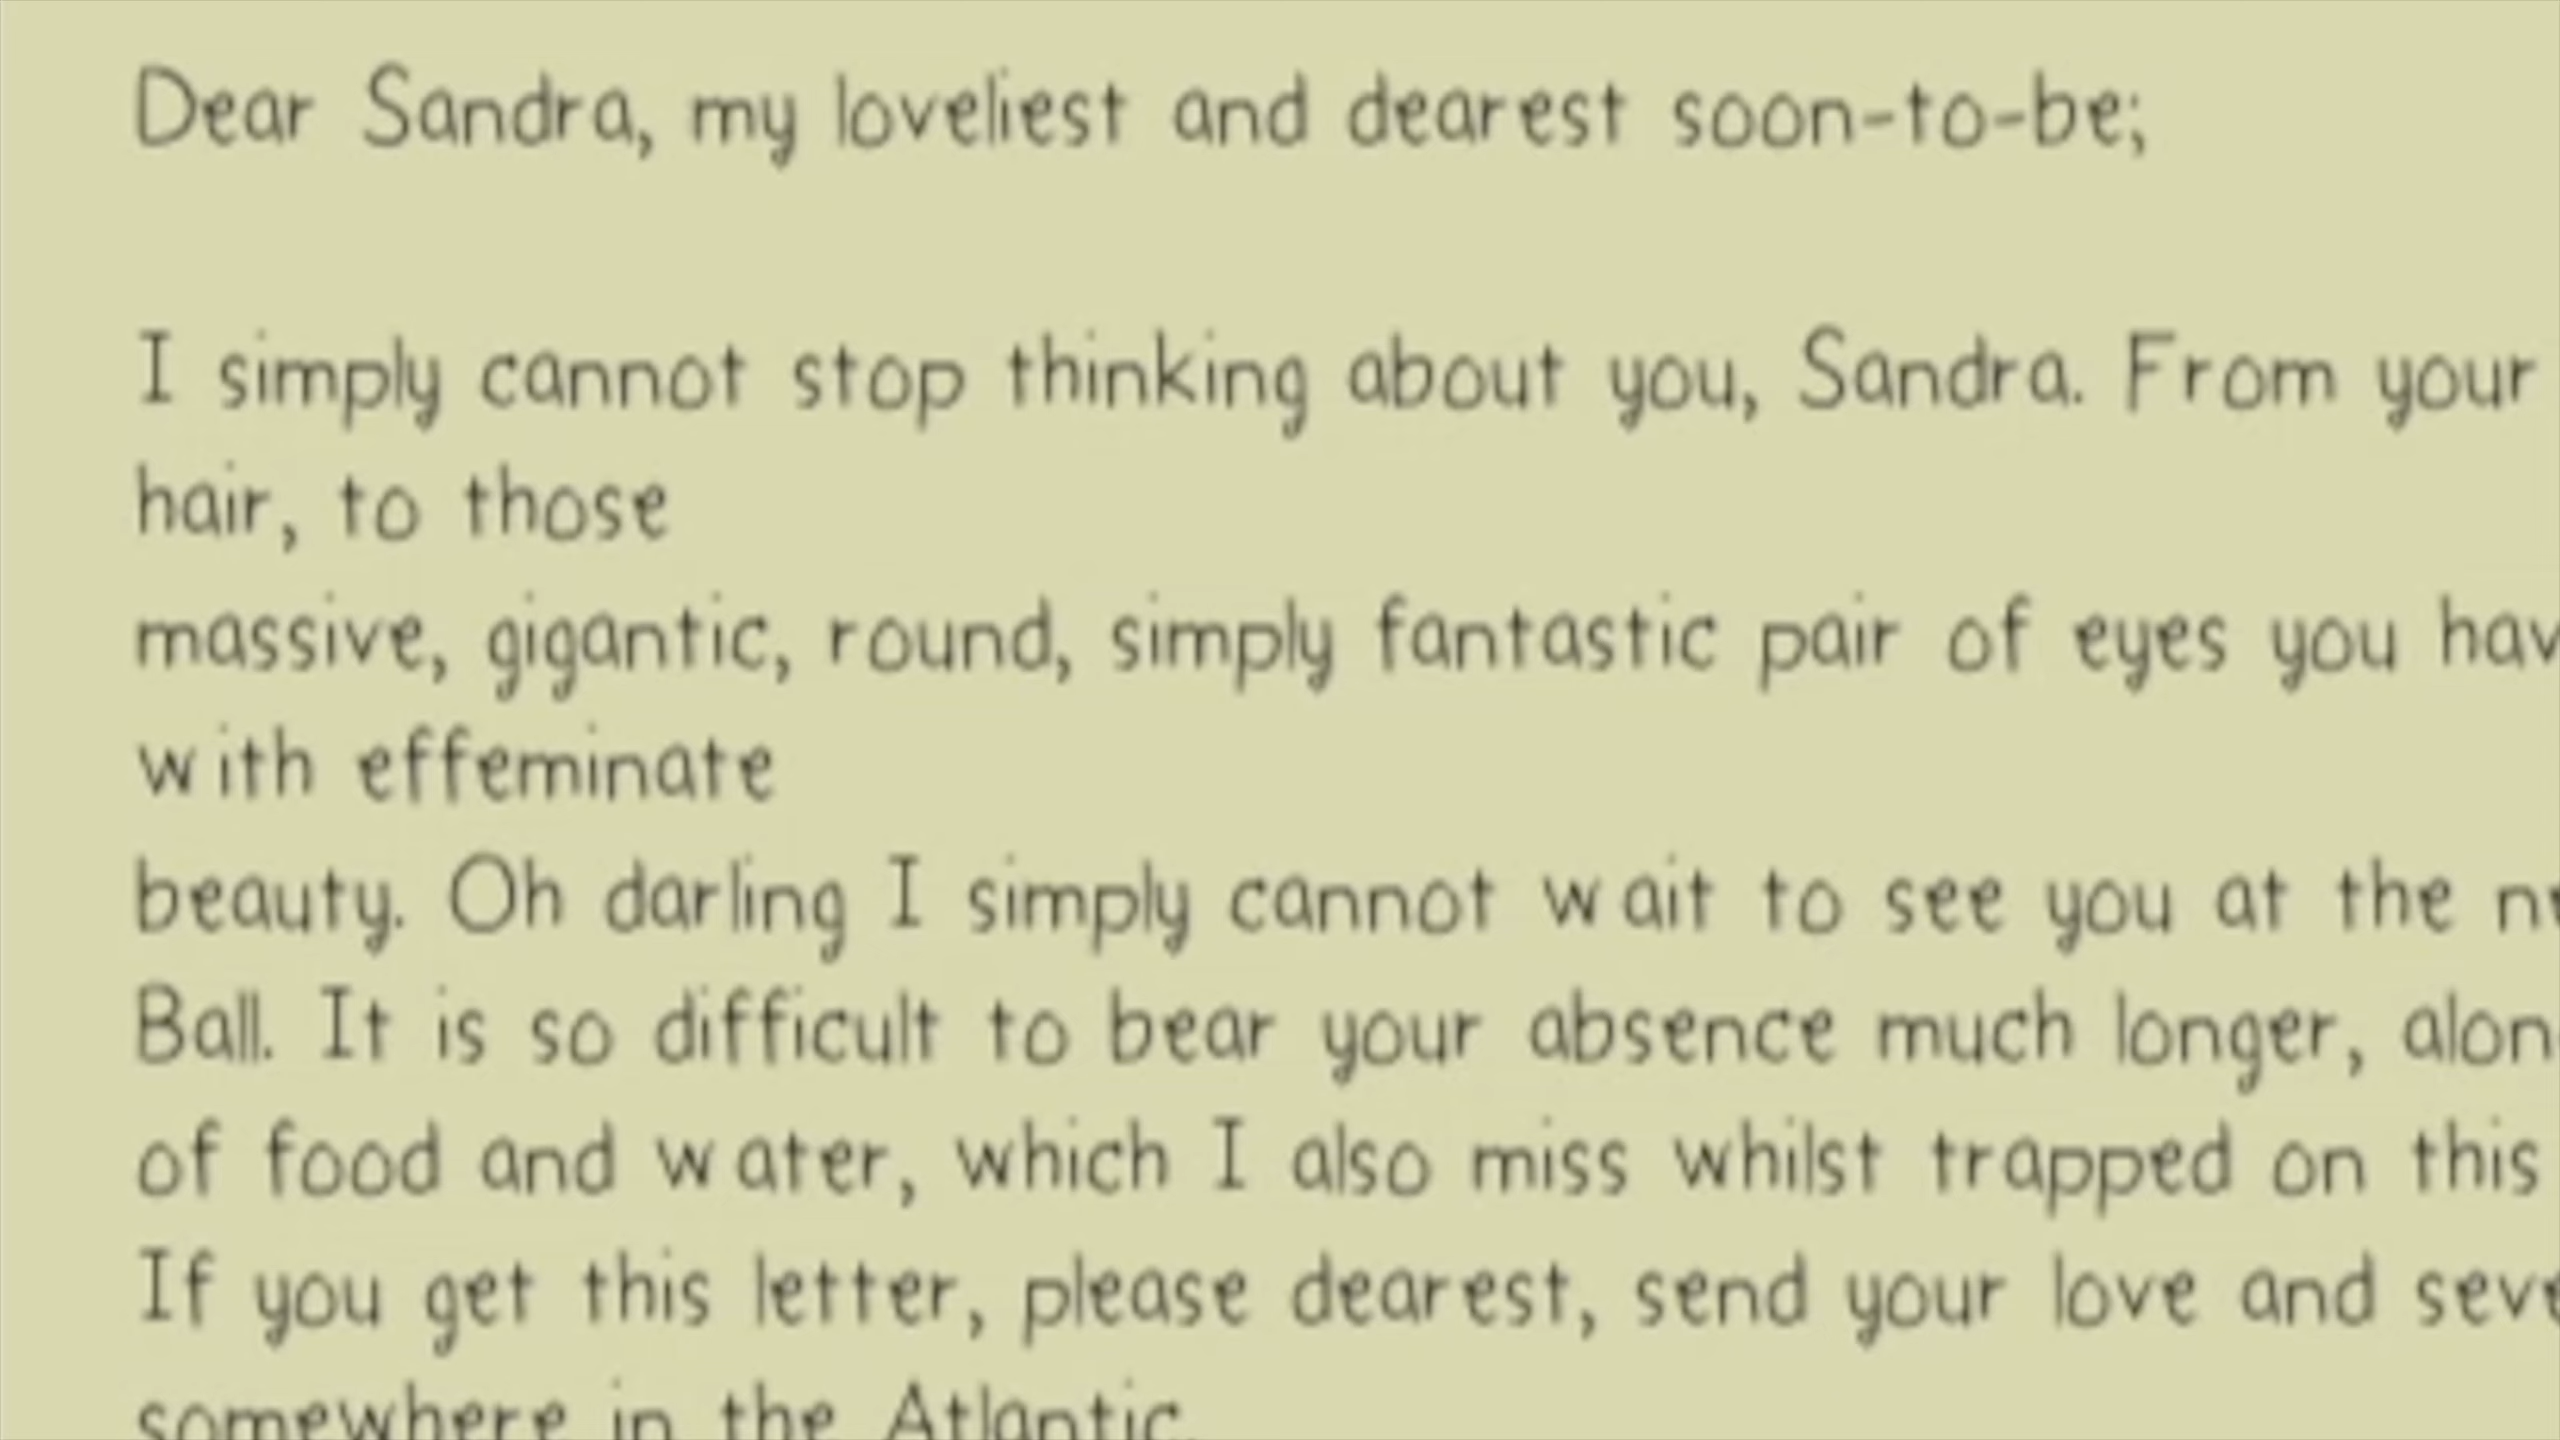 Dear Sandra, my loveliest and dearest soon-to-be;
I simply cannot stop thinking about you, Sandra. From your
hair, to those
massive, gigantic, round, simply fantastic pair of eyes you
with effeminate
beauty. Oh darling I simply cannot wait to see you at the
Ball. It is so difficult to bear your absence much longer,
of food and water, which I also miss whilst trapped on this
If you get this letter, please dearest, send your love and
somewhere in the Atlantic.